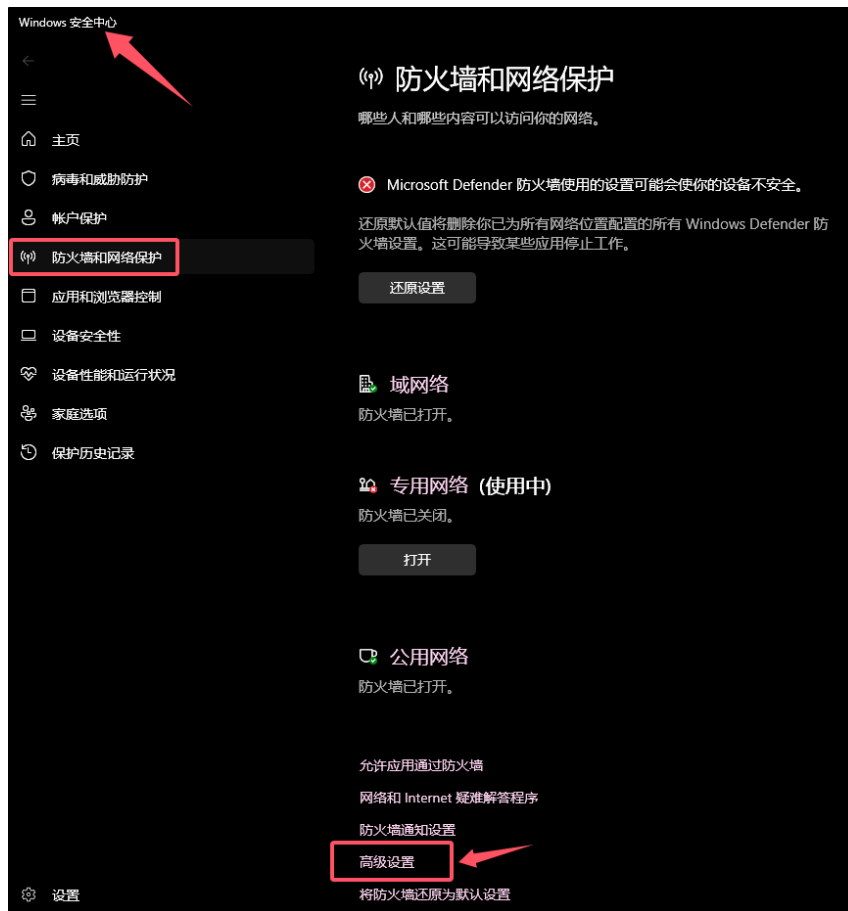 Windows 安全中心
主页
病毒和威胁防护
帐户保护
防火墙和网络保护
应用和浏览器控制
设备安全性
设备性能和运行状况
家庭选项
保护历史记录
设置
防火墙和网络保护
哪些人和哪些内容可以访问你的网络。
Microsoft Defender 防火墙使用的设置可能会使你的设备不安全。
还原默认值将删除你已为所有网络位置配置的所有 Windows Defender 防
火墙设置。这可能导致某些应用停止工作。
还原设置
域网络
防火墙已打开。
专用网络 (使用中)
防火墙已关闭。
打开
公用网络
防火墙已打开。
允许应用通过防火墙
网络和 Internet 疑难解答程序
防火墙通知设置
高级设置
将防火墙还原为默认设置